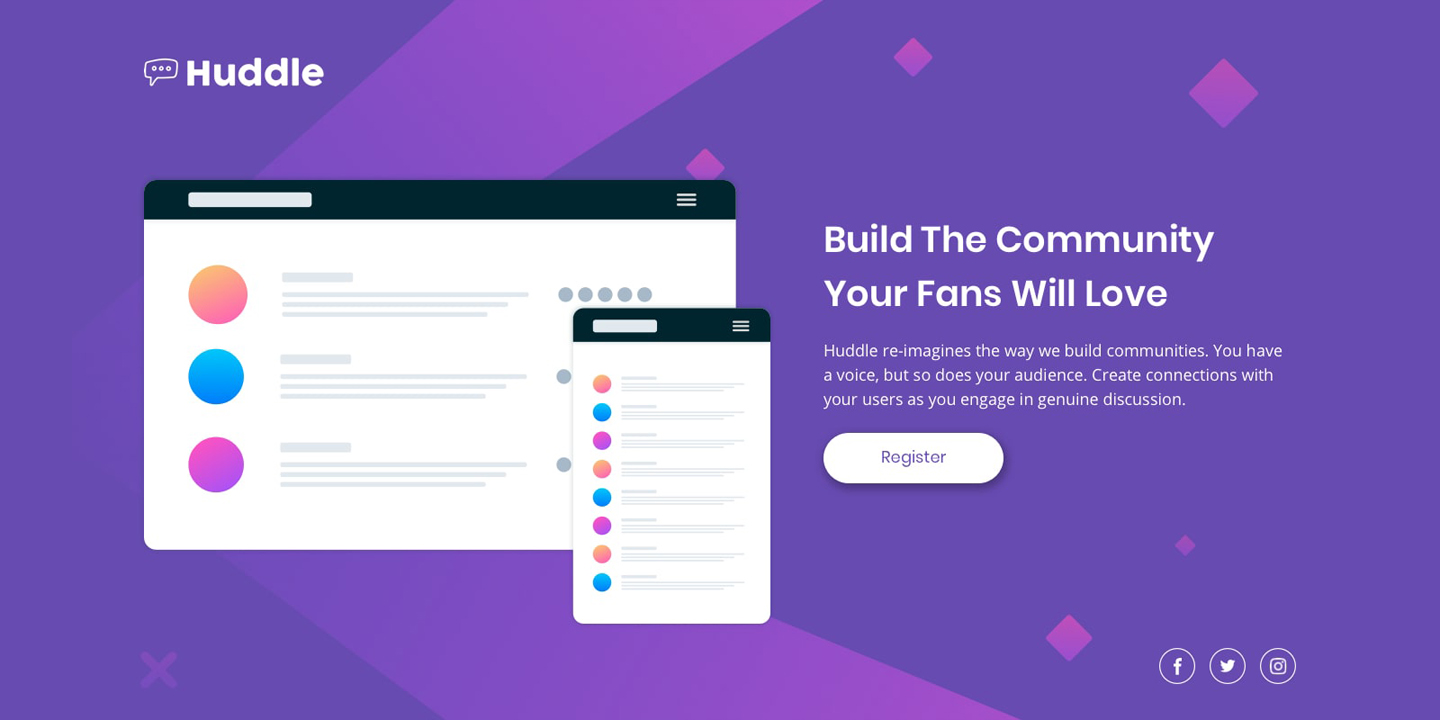 Huddle
Build The Community
Your Fans Will Love
Huddle re-imagines the way we build communities. You have
a voice, but so does your audience. Create connections with
your users as you engage in genuine discussion.
Register